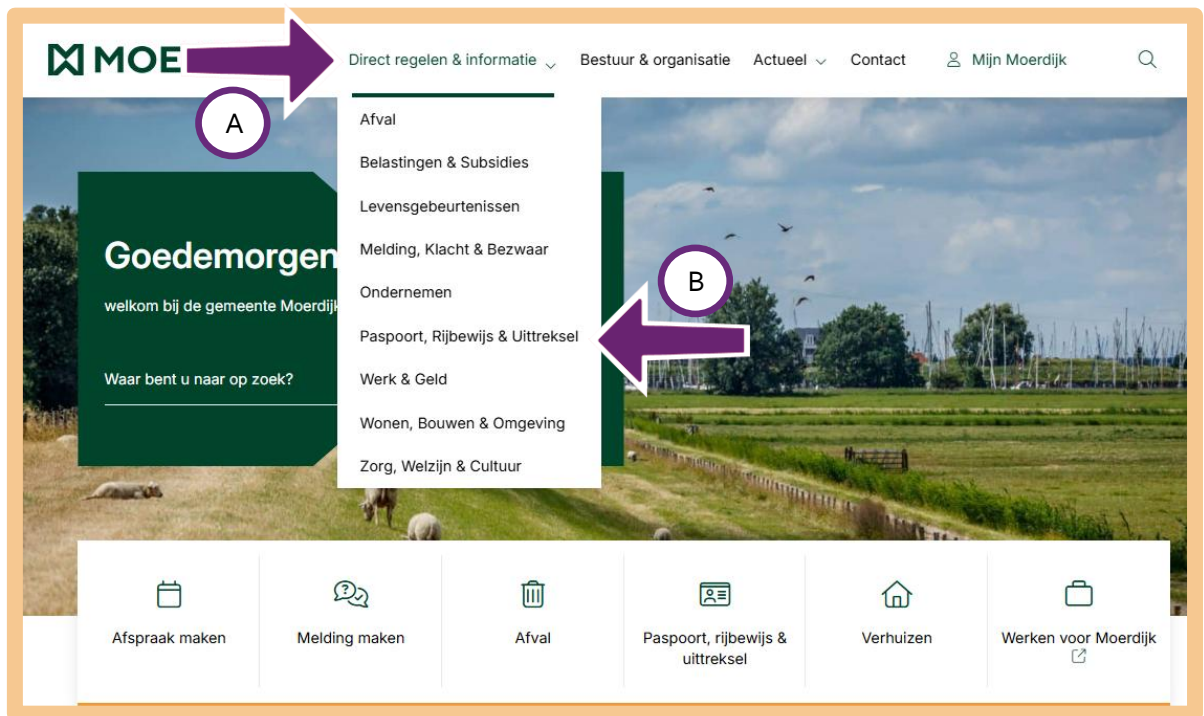 MOE
Direct regelen & informatie
Bestuur & organisatie
Actueel
Contact
Mijn Moerdijk
A
Afval
Belastingen & Subsidies
Levensgebeurtenissen
Melding, Klacht & Bezwaar
Ondernemen
Paspoort, Rijbewijs & Uittreksel
Werk & Geld
Wonen, Bouwen & Omgeving
Zorg, Welzijn & Cultuur
B
Goedemorgen
welkom bij de gemeente Moerdijk
Waar bent u naar op zoek?
Afspraak maken
Melding maken
Afval
Paspoort, rijbewijs &
uittreksel
Verhuizen
Werken voor Moerdijk